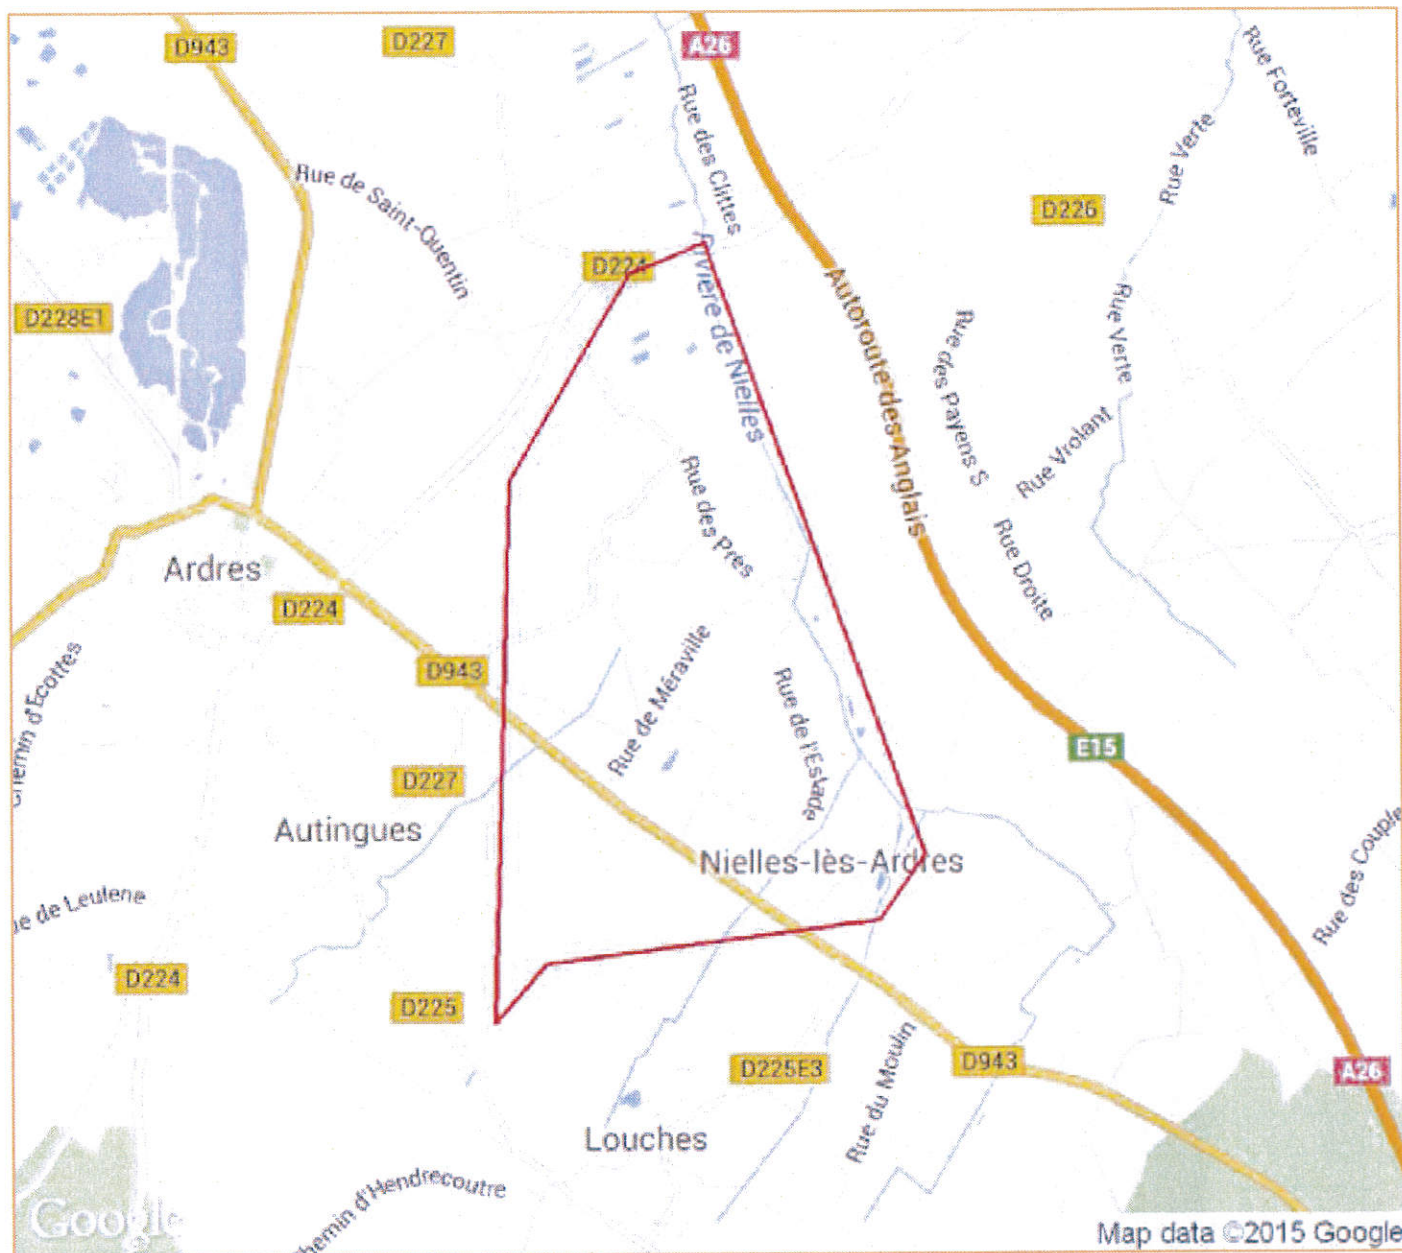 D943
D227
A26
Rue Forteville
Rue des Clittes
Rue Verte
Rue de Saint-Quentin
D226
D224
Rivière de Nielles
D228E1
Autoroute des Anglais
Rue des Payens S
Rue Verte
Rue Vrolant
Rue des Près
Rue Droite
Ardres
D224
D943
Rue de Méraville
Chemin d'Ecottes
Rue de l'Estade
E15
D227
Autingues
Nielles-lès-Ardres
Rue des Couple
ue de Leulene
D224
D225
D225E3
Rue du Moulin
D943
A26
Louches
hemin d'Hendrecoutre
Google
Map data ©2015 Google